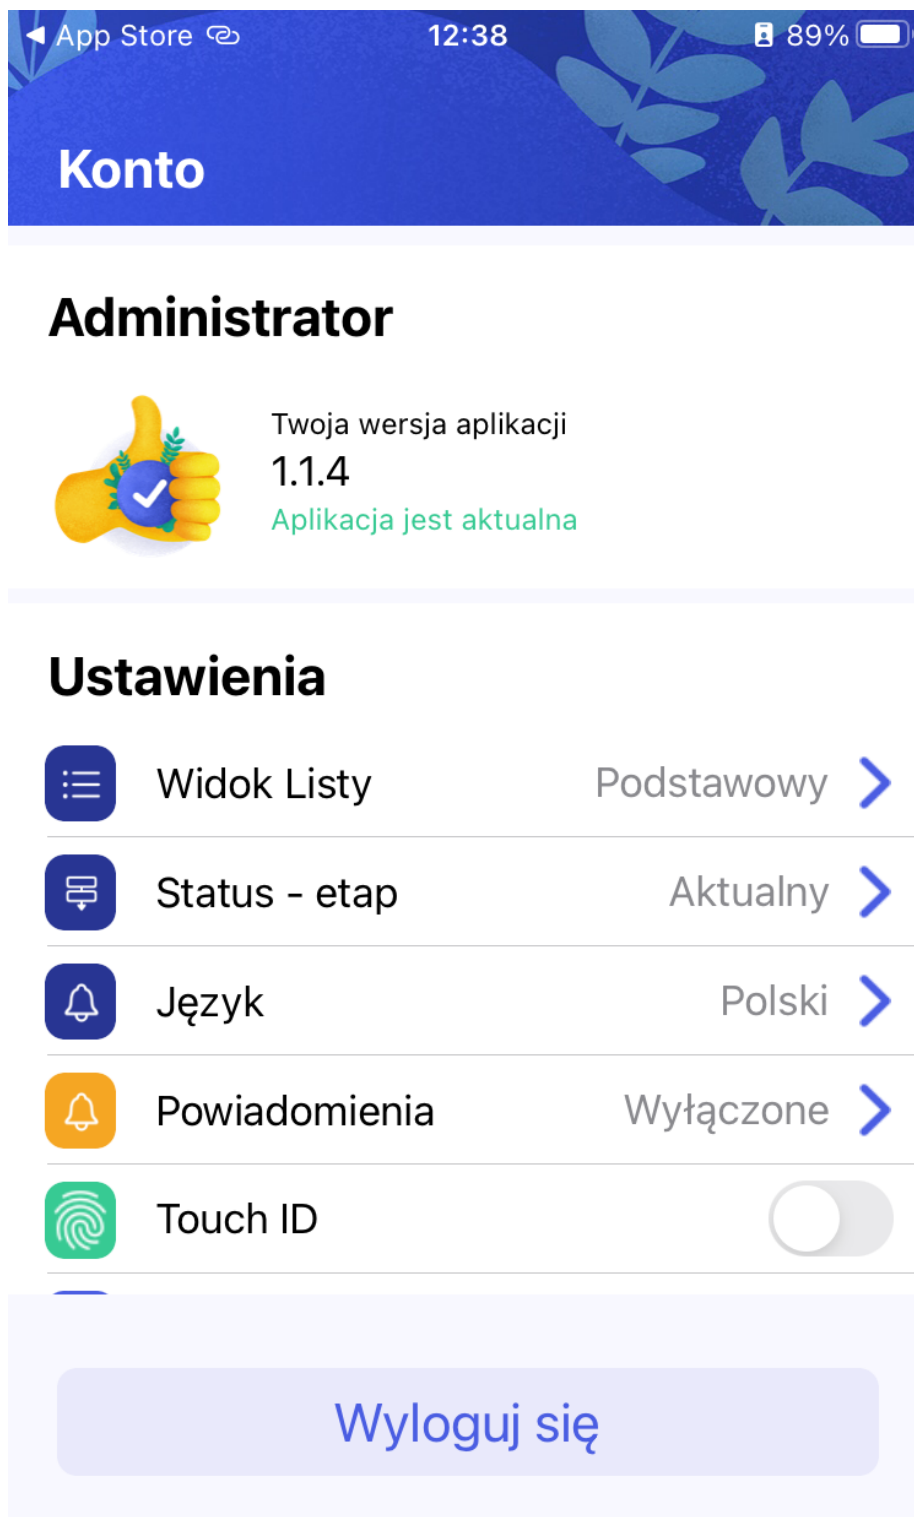 App Store 12:38 89%
Konto
Administrator
Twoja wersja aplikacji
1.1.4
Aplikacja jest aktualna
Ustawienia
Widok Listy Podstawowy
Status - etap Aktualny
Język Polski
Powiadomienia Wyłączone
Touch ID
Wyloguj się